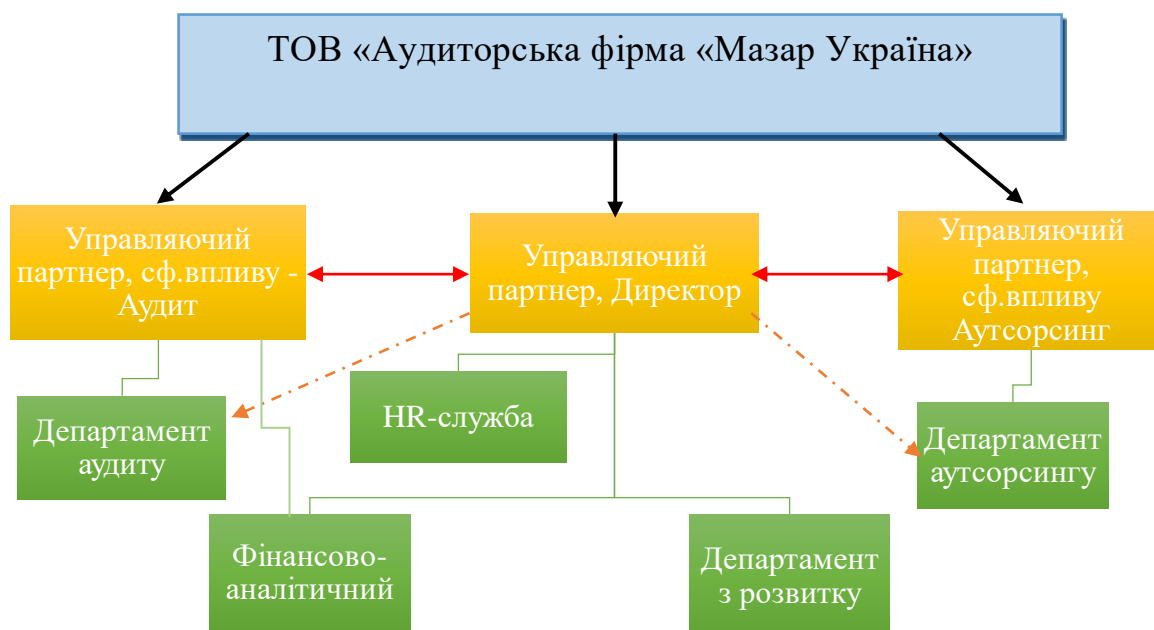 ТОВ «Аудиторська фірма «Мазар Україна»
Управляючий
партнер, сф.впливу -
Аудит
Управляючий
партнер, Директор
Управляючий
партнер,
сф.впливу
Аутсорсинг
Департамент
аудиту
HR-служба
Департамент
аутсорсингу
Фінансово-
аналітичний
Департамент
з розвитку